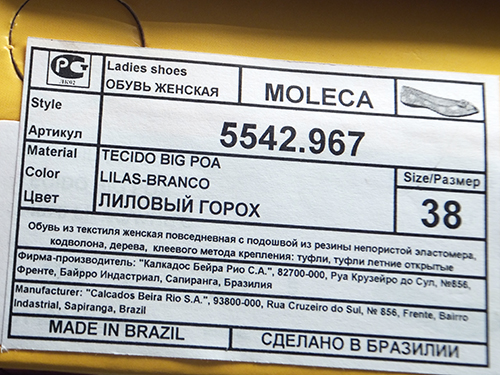 PG
Ladies shoes
ОБУВЬ ЖЕНСКАЯ
MOLECA
Style
Артикул
5542.967
Material
TECIDO BIG POA
Color
LILAS-BRANCO
Цвет
ЛИЛОВЫЙ ГОРОХ
Size/Размер
38
Обувь из текстиля женская повседневная с подошвой из резины непористой эластомера,
кодволона, дерева, клеевого метода крепления: туфли, туфли летние открытые
Фирма-производитель: "Калкадос Бейра Рио С.А.", 82700-000, Руа Крузейро до Сул, №856,
Френте, Байрро Индастриал, Сапиранга, Бразилия
Manufacturer: "Calcados Beira Rio S.A.", 93800-000, Rua Cruzeiro do Sul, № 856, Frente, Bairro
Indastrial, Sapiranga, Brazil
MADE IN BRAZIL
СДЕЛАНО В БРАЗИЛИИ